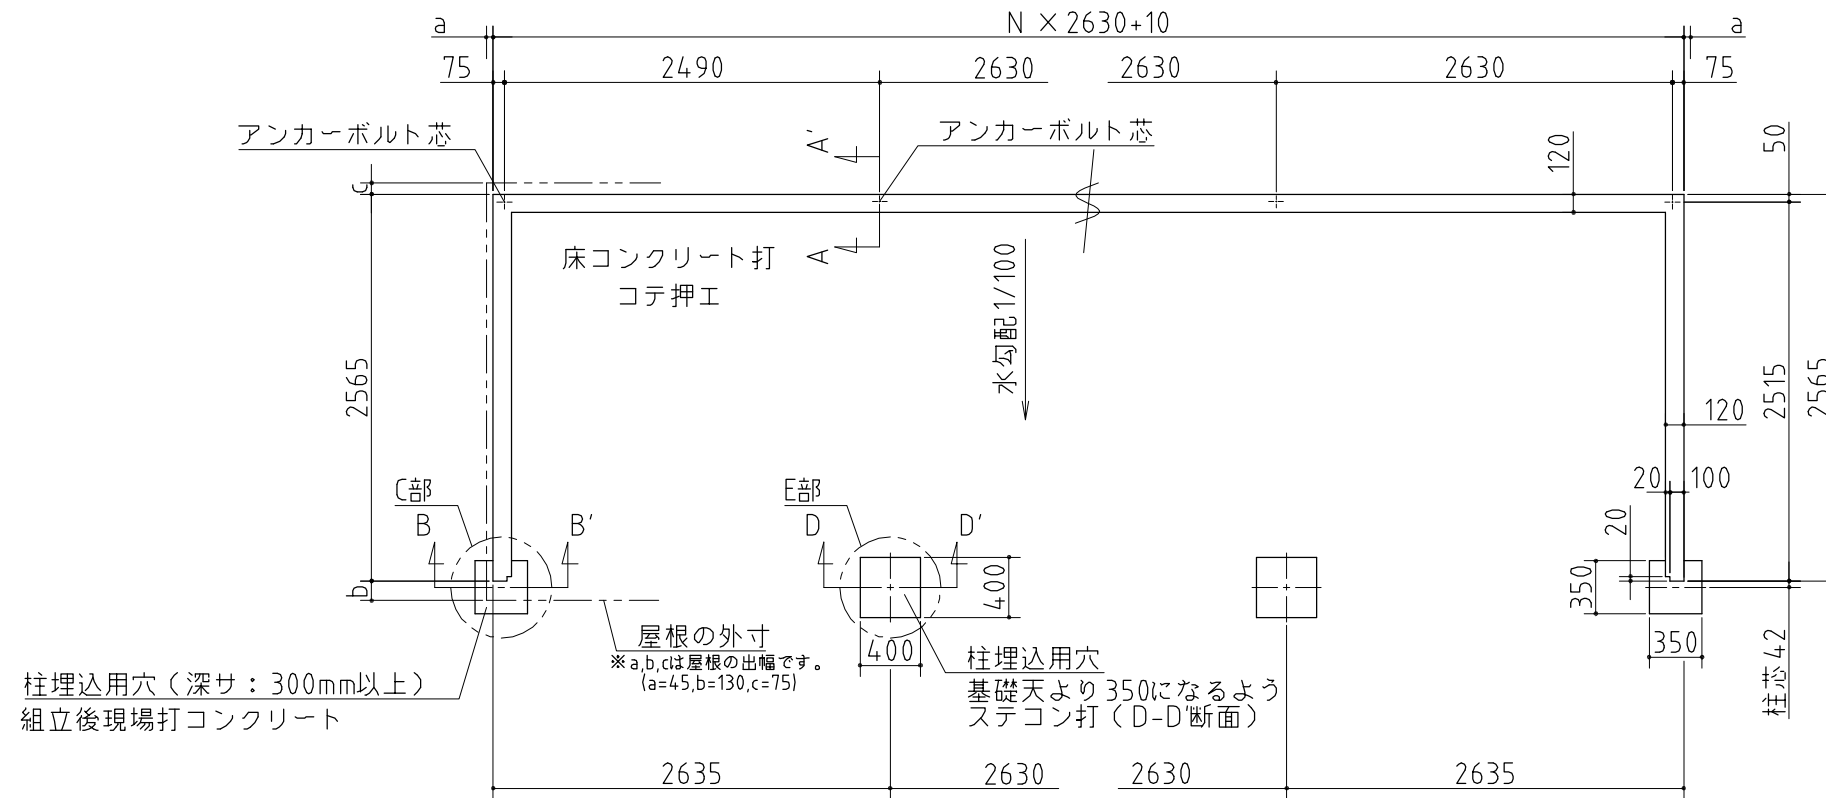 a
N × 2630+10
a
75
2490
2630
2630
2630
75
アンカーボルト芯
A'
アンカーボルト芯
120
50
c
床コンクリート打
コテ押エ
A
水勾配 1/100
2565
2515
2565
120
C部
B
B'
E部
D
D'
20
100
20
b
400
400
350
350
屋根の外寸
※a,b,cは屋根の出幅です。
(a=45,b=130,c=75)
柱芯 42
柱埋込用穴(深サ:300mm以上)
組立後現場打コンクリート
柱埋込用穴
基礎天より350になるよう
ステコン打(D-D'断面)
2635
2630
2630
2635